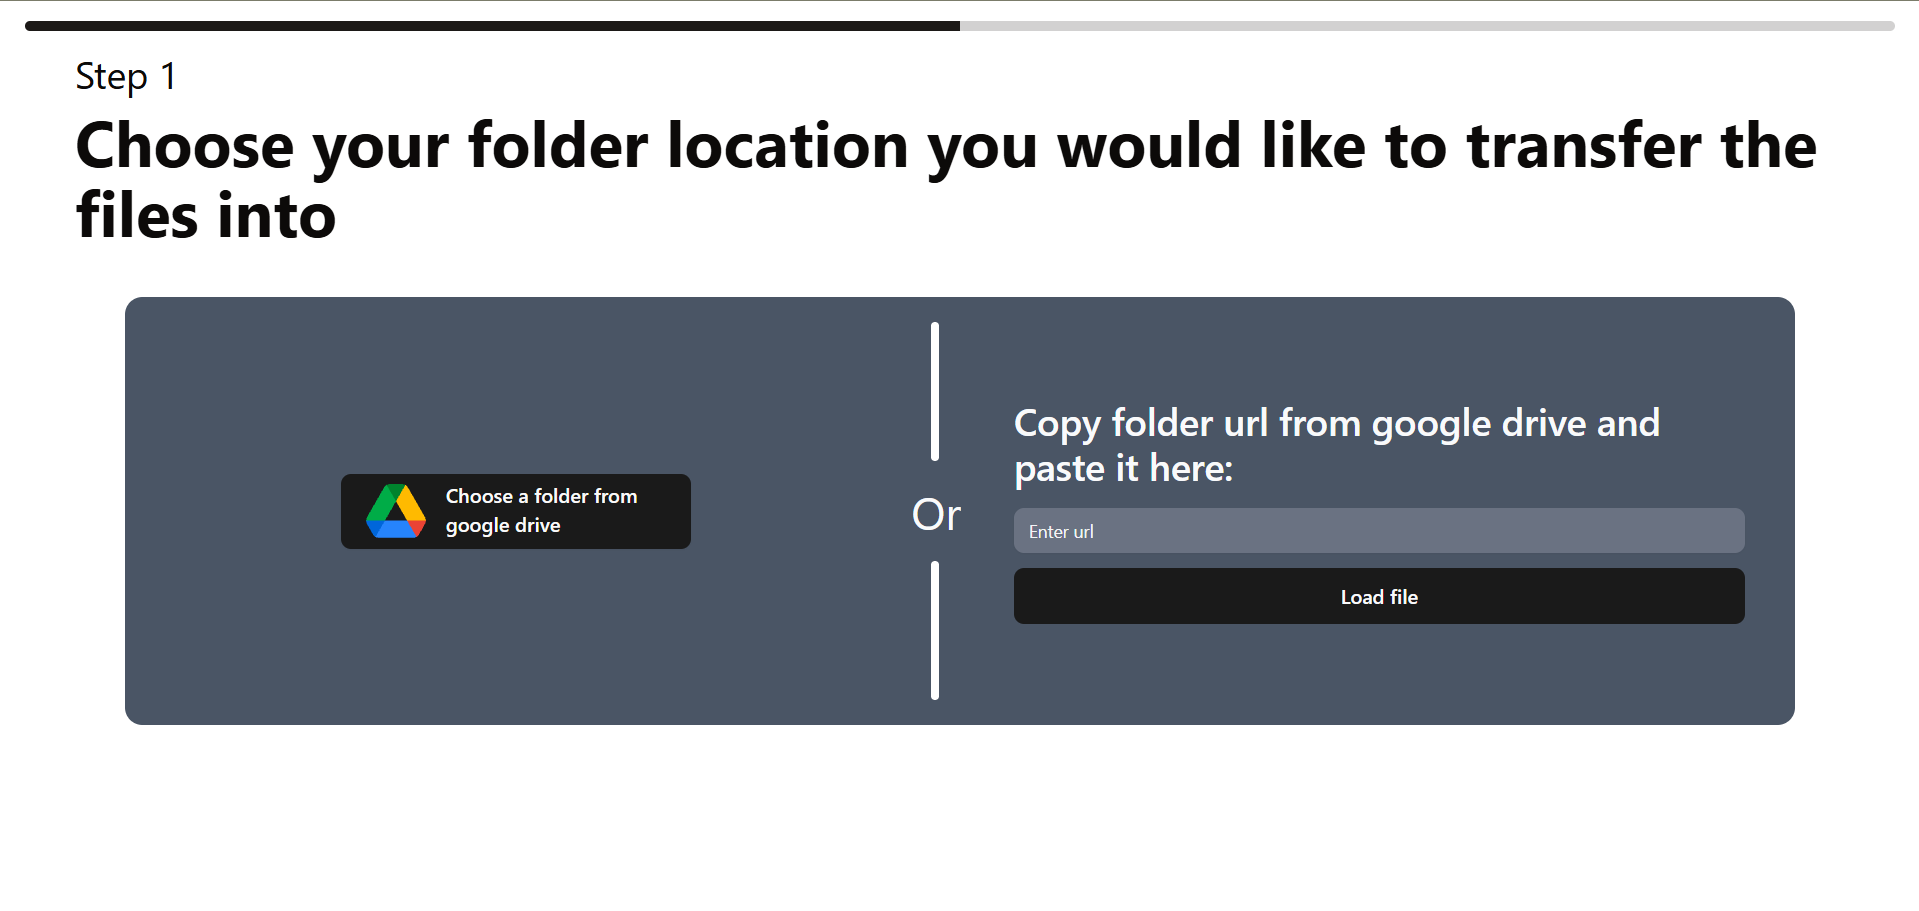 Step 1
Choose your folder location you would like to transfer the
files into
Choose a folder from
google drive
Or
Copy folder url from google drive and
paste it here:
Enter url
Load file